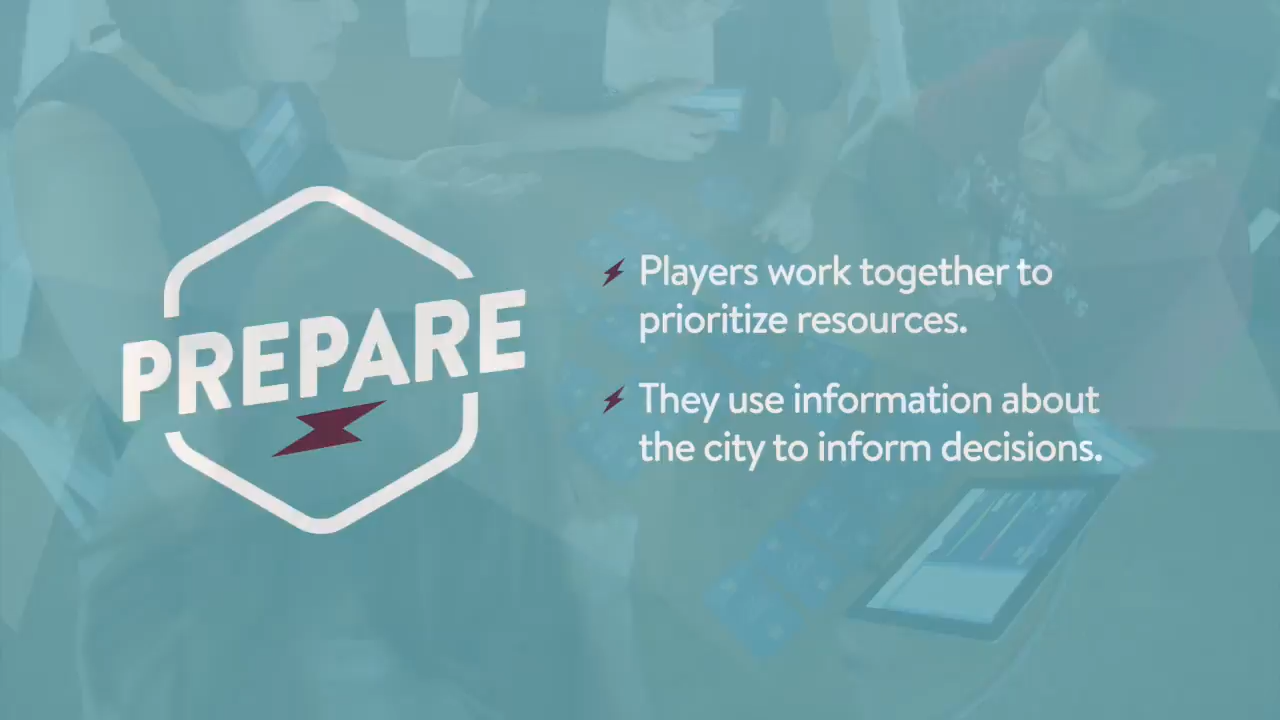 PREPARE
Players work together to
prioritize resources.
They use information about
the city to inform decisions.